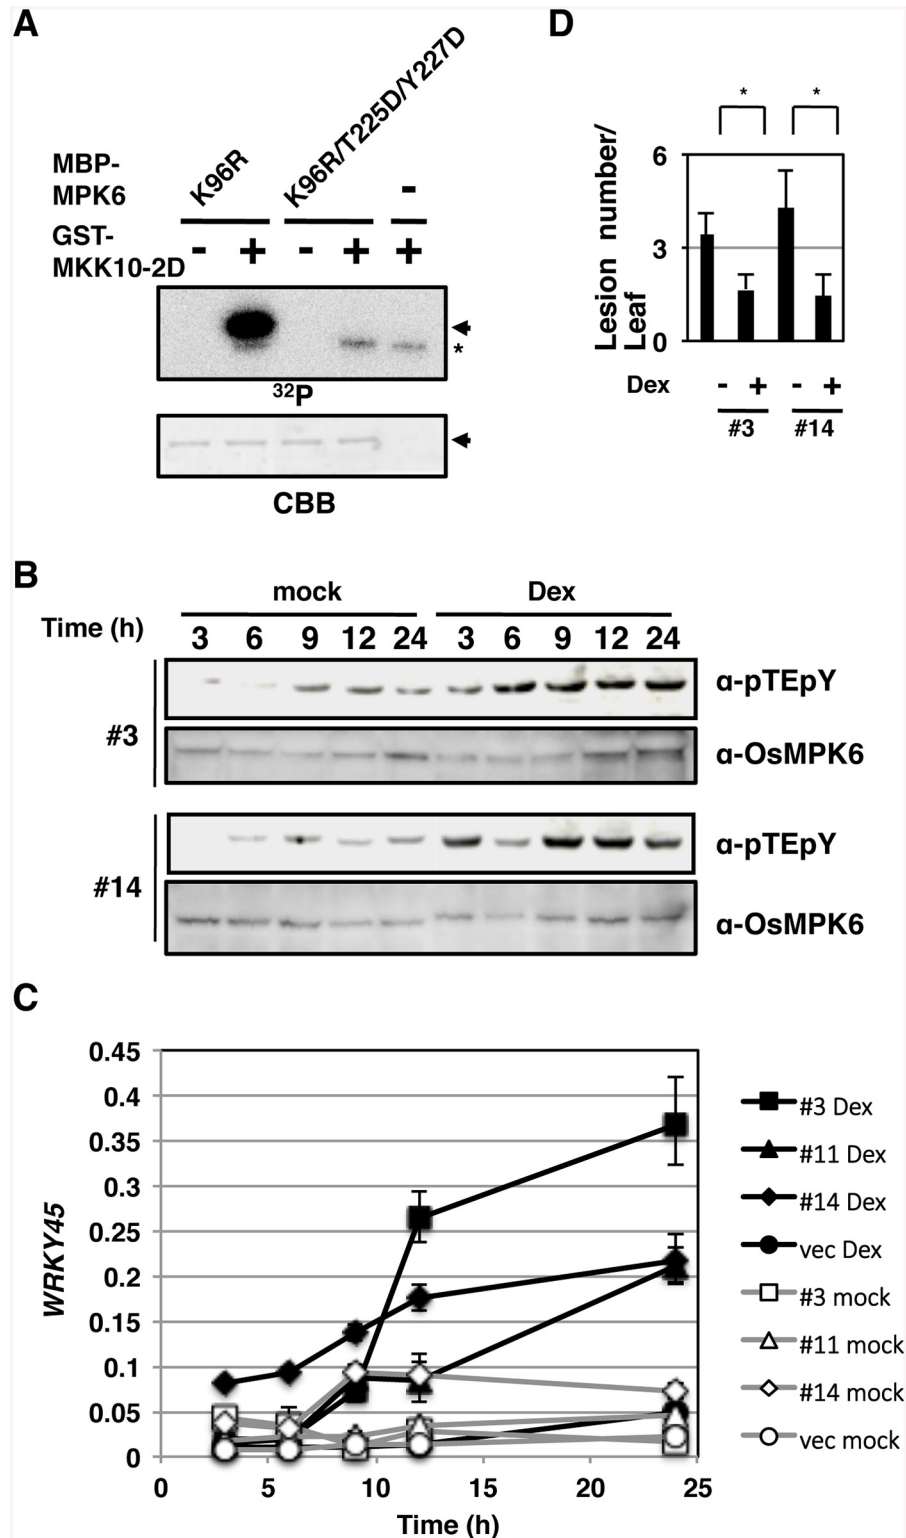 A
MBP-
MPK6
K96R
K96R/T225D/Y227D
-
GST-
MKK10-2D
- + - + +
*
32P
CBB
D
* *
Lesion number/
Leaf
6
3
0
Dex - + - +
#3 #14
B
mock Dex
Time (h) 3 6 9 12 24 3 6 9 12 24
#3
ɑ-pTEpY
ɑ-OsMPK6
#14
ɑ-pTEpY
ɑ-OsMPK6
C
WRKY45
0.45
0.4
0.35
0.3
0.25
0.2
0.15
0.1
0.05
0
0 5 10 15 20 25
Time (h)
#3 Dex
#11 Dex
#14 Dex
vec Dex
#3 mock
#11 mock
#14 mock
vec mock